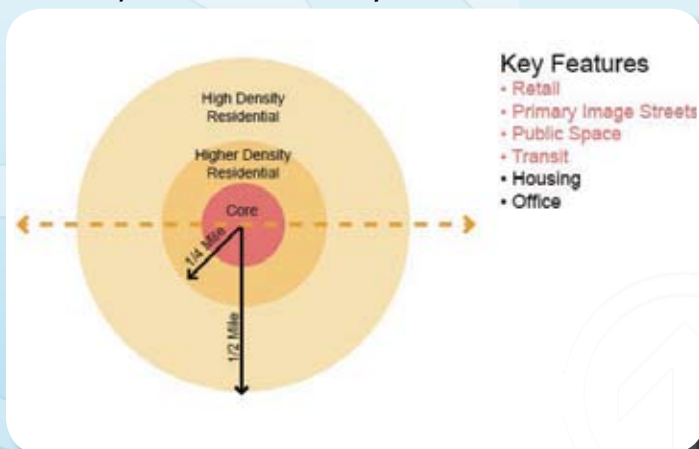 High Density
Residential
Higher Density
Residential
Core
1/4 Mile
1/2 Mile
Key Features
• Retail
• Primary Image Streets
• Public Space
• Transit
• Housing
• Office